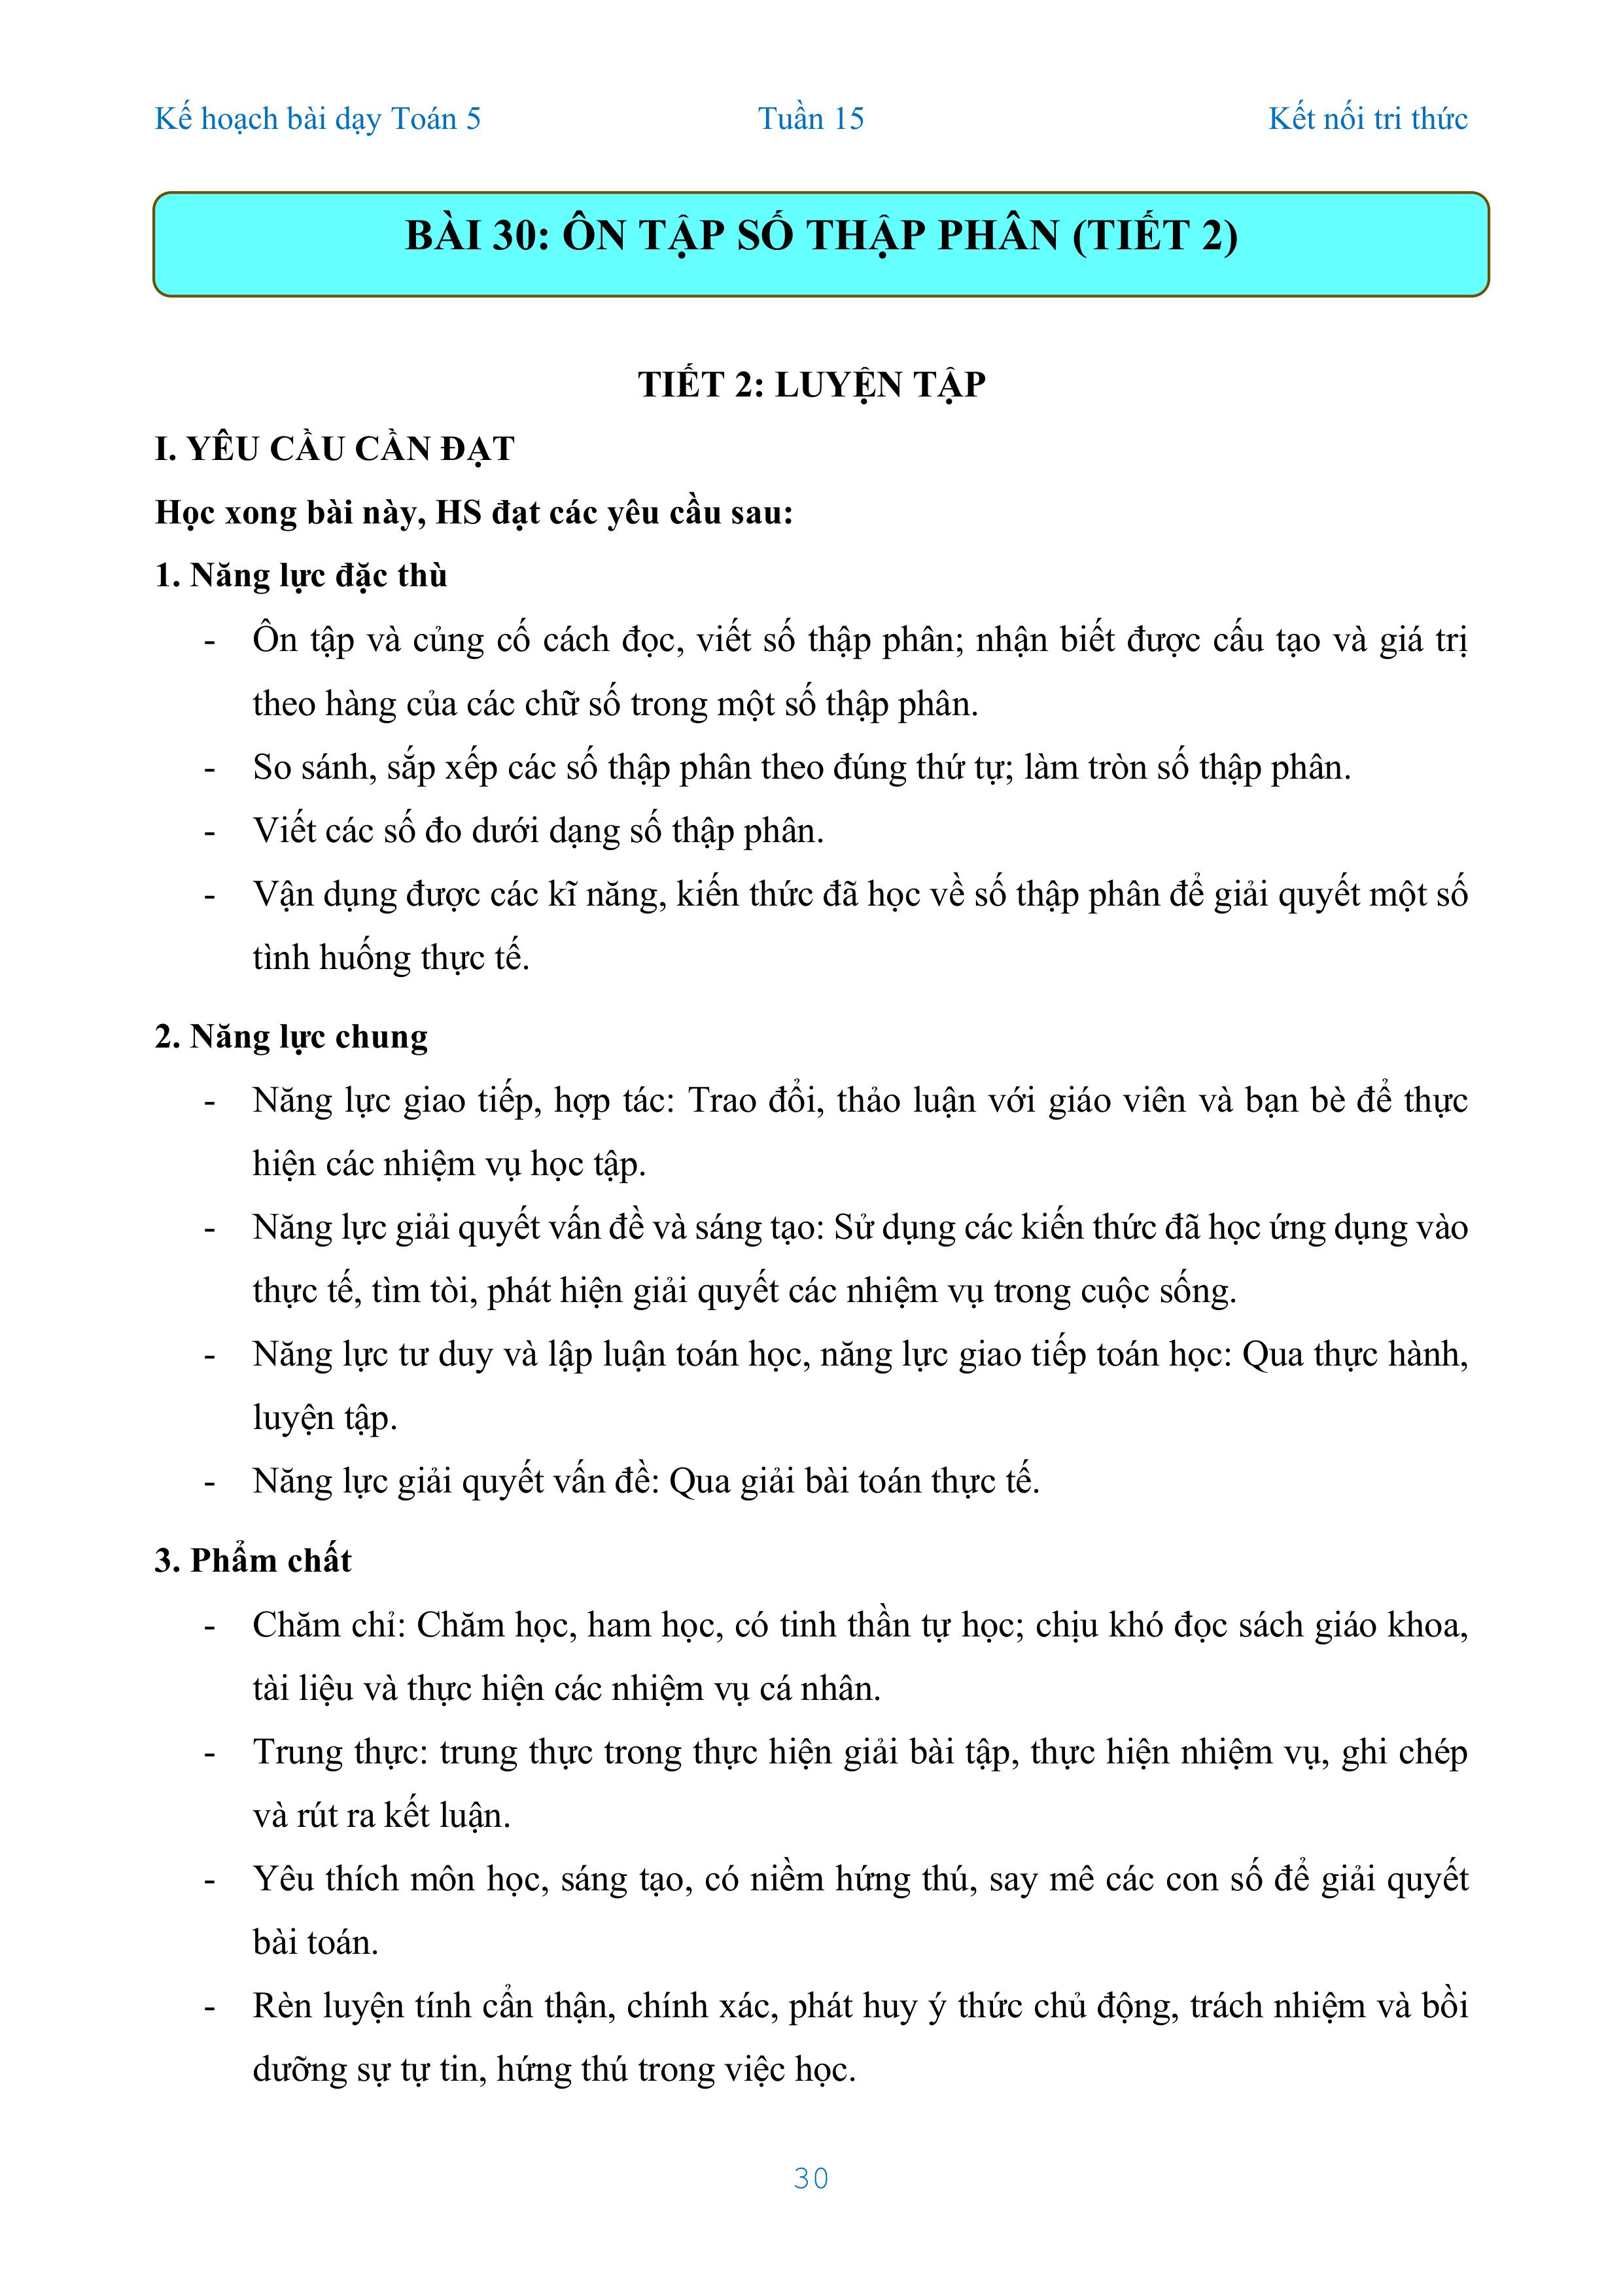 Kế hoạch bài dạy Toán 5 Tuần 15 Kết nối tri thức
BÀI 30: ÔN TẬP SỐ THẬP PHÂN (TIẾT 2)
TIẾT 2: LUYỆN TẬP
I. YÊU CẦU CẦN ĐẠT
Học xong bài này, HS đạt các yêu cầu sau:
1. Năng lực đặc thù
- Ôn tập và củng cố cách đọc, viết số thập phân; nhận biết được cấu tạo và giá trị
theo hàng của các chữ số trong một số thập phân.
- So sánh, sắp xếp các số thập phân theo đúng thứ tự; làm tròn số thập phân.
- Viết các số đo dưới dạng số thập phân.
- Vận dụng được các kĩ năng, kiến thức đã học về số thập phân để giải quyết một số
tình huống thực tế.
2. Năng lực chung
- Năng lực giao tiếp, hợp tác: Trao đổi, thảo luận với giáo viên và bạn bè để thực
hiện các nhiệm vụ học tập.
- Năng lực giải quyết vấn đề và sáng tạo: Sử dụng các kiến thức đã học ứng dụng vào
thực tế, tìm tòi, phát hiện giải quyết các nhiệm vụ trong cuộc sống.
- Năng lực tư duy và lập luận toán học, năng lực giao tiếp toán học: Qua thực hành,
luyện tập.
- Năng lực giải quyết vấn đề: Qua giải bài toán thực tế.
3. Phẩm chất
- Chăm chỉ: Chăm học, ham học, có tinh thần tự học; chịu khó đọc sách giáo khoa,
tài liệu và thực hiện các nhiệm vụ cá nhân.
- Trung thực: trung thực trong thực hiện giải bài tập, thực hiện nhiệm vụ, ghi chép
và rút ra kết luận.
- Yêu thích môn học, sáng tạo, có niềm hứng thú, say mê các con số để giải quyết
bài toán.
- Rèn luyện tính cẩn thận, chính xác, phát huy ý thức chủ động, trách nhiệm và bồi
dưỡng sự tự tin, hứng thú trong việc học.
30